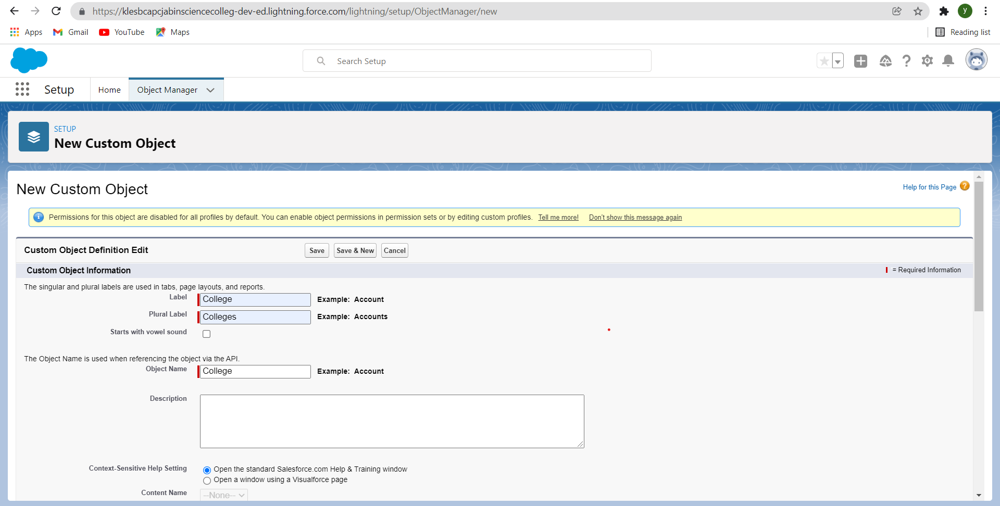 https://klesbcapcjabinsciencecolleg-dev-ed.lightning.force.com/lightning/setup/ObjectManager/new
y
Apps Gmail YouTube Maps Reading list
Search Setup
Setup Home Object Manager
SETUP
New Custom Object
New Custom Object
Help for this Page ?
Permissions for this object are disabled for all profiles by default. You can enable object permissions in permission sets or by editing custom profiles. Tell me more! Don't show this message again
Custom Object Definition Edit Save Save & New Cancel
Custom Object Information = Required Information
The singular and plural labels are used in tabs, page layouts, and reports.
Label College Example: Account
Plural Label Colleges Example: Accounts
Starts with vowel sound
The Object Name is used when referencing the object via the API.
Object Name College Example: Account
Description
Context-Sensitive Help Setting Open the standard Salesforce.com Help & Training window
Open a window using a Visualforce page
Content Name --None--